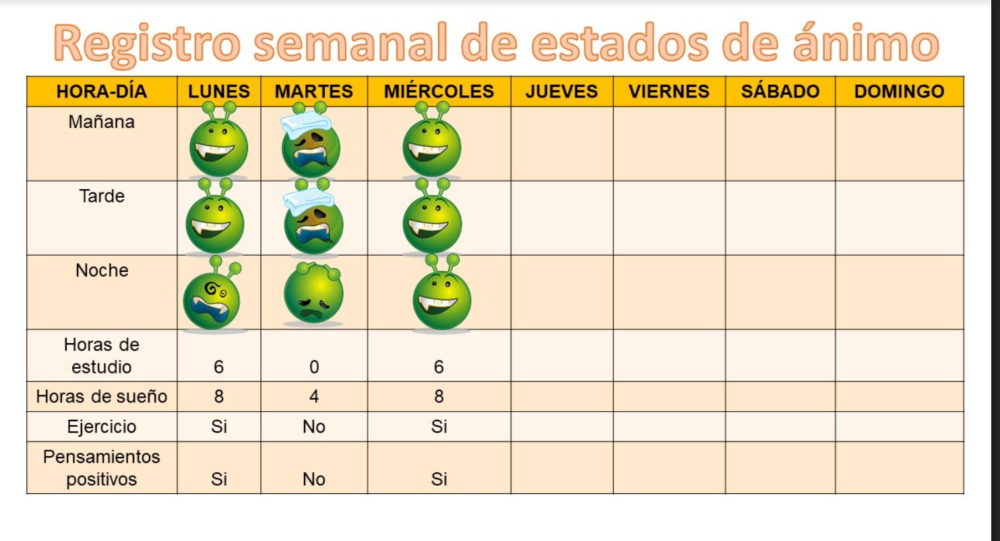 Registro semanal de estados de ánimo
HORA-DÍA LUNES MARTES MIÉRCOLES JUEVES VIERNES SÁBADO DOMINGO
Mañana
Tarde
Noche
Horas de
estudio 6 0 6
Horas de sueño 8 4 8
Ejercicio Si No Si
Pensamientos
positivos Si No Si